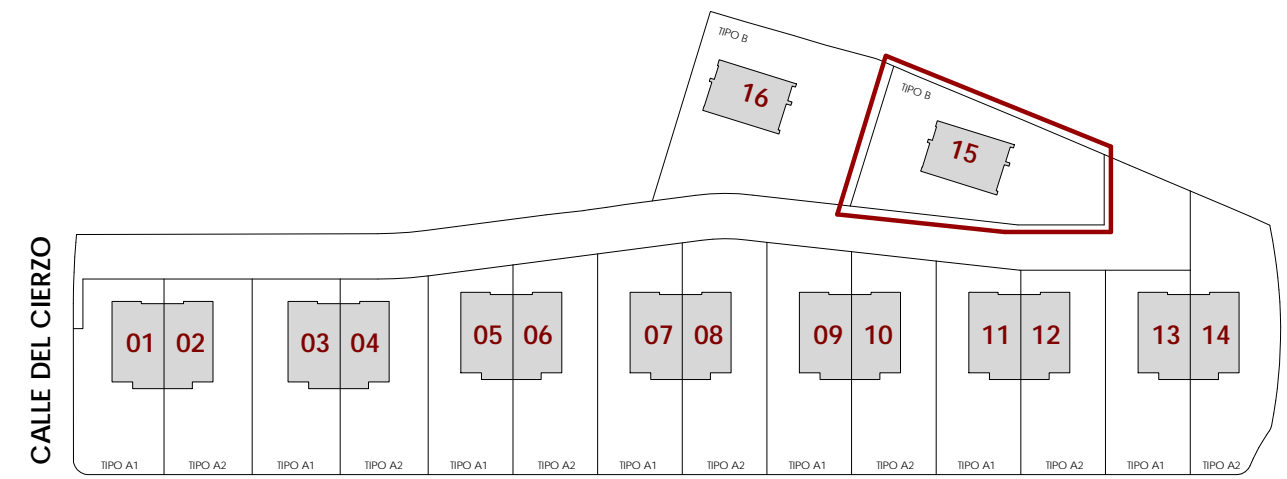 TIPO B
16
TIPO B
15
CALLE DEL CIERZO
01 02 03 04 05 06 07 08 09 10 11 12 13 14
TIPO A1 TIPO A2 TIPO A1 TIPO A2 TIPO A1 TIPO A2 TIPO A1 TIPO A2 TIPO A1 TIPO A2 TIPO A1 TIPO A2 TIPO A1 TIPO A2